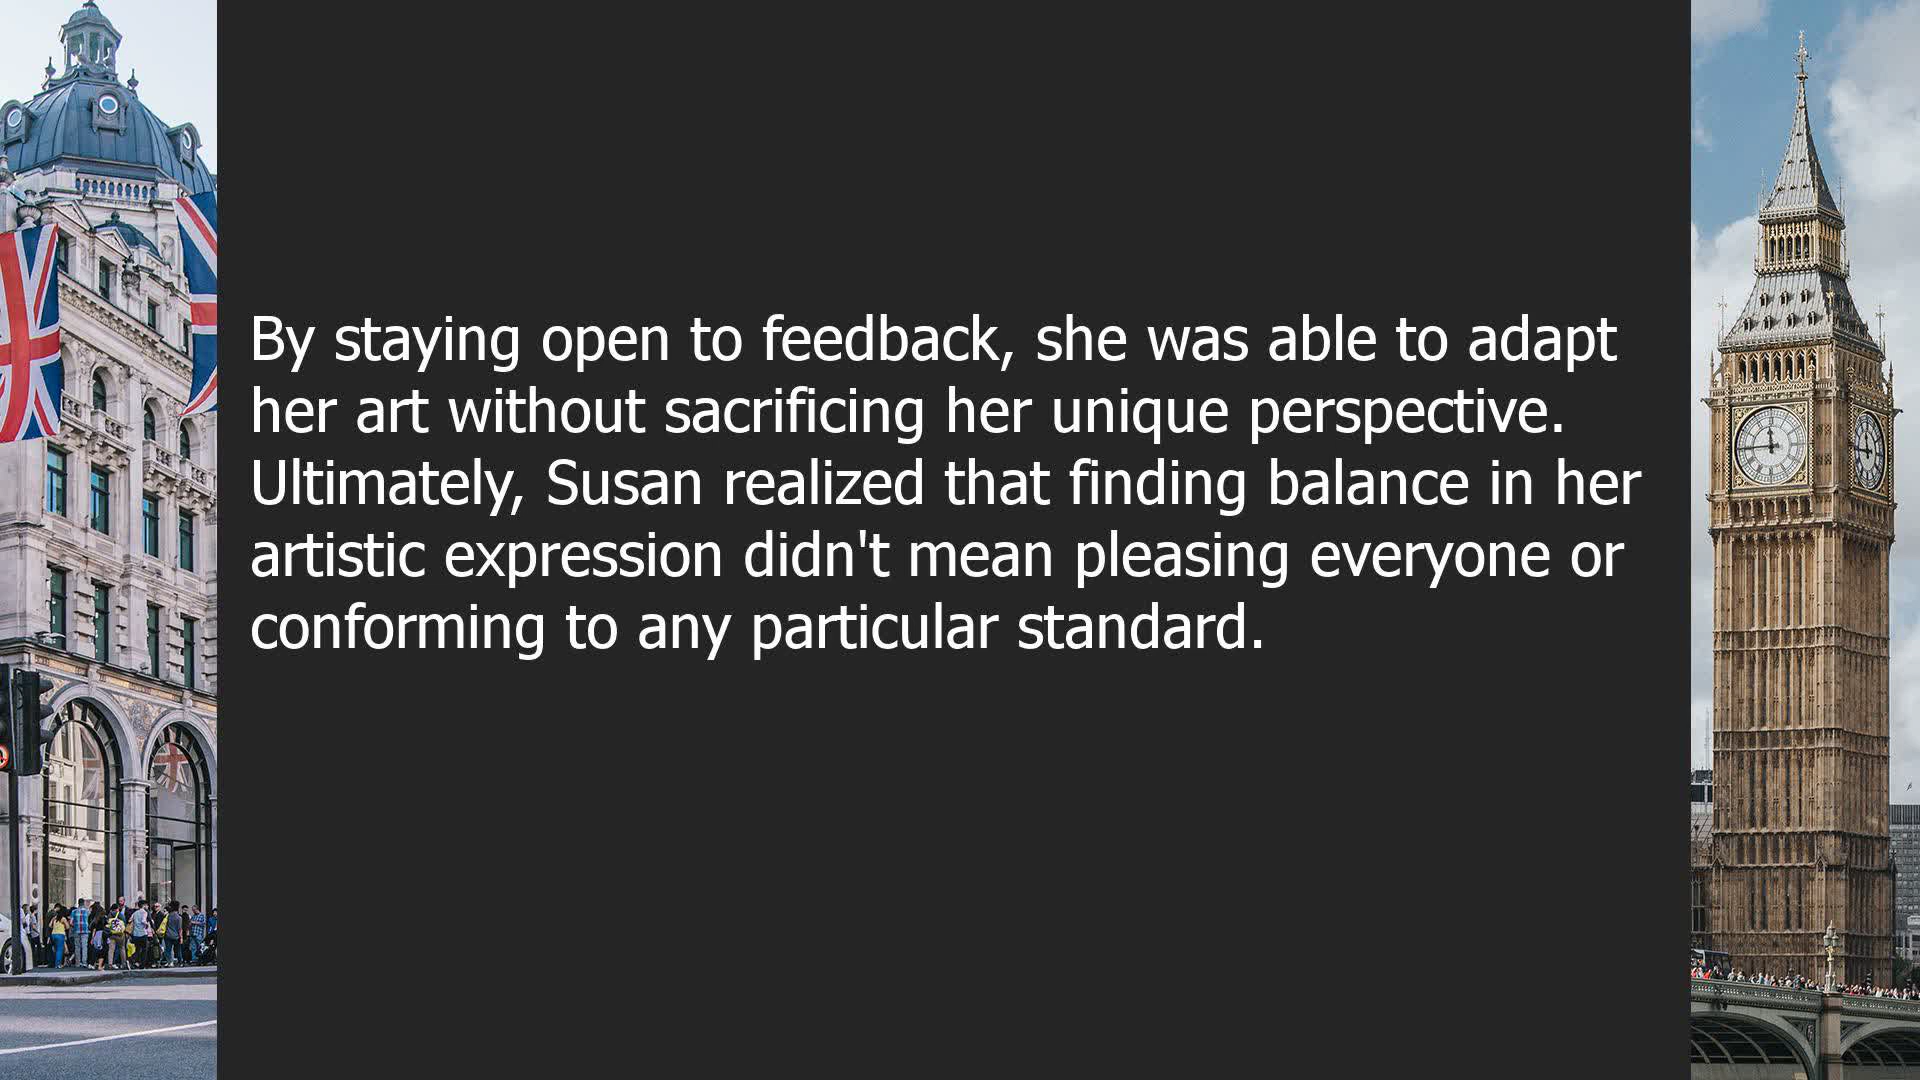 By staying open to feedback, she was able to adapt
her art without sacrificing her unique perspective.
Ultimately, Susan realized that finding balance in her
artistic expression didn't mean pleasing everyone or
conforming to any particular standard.